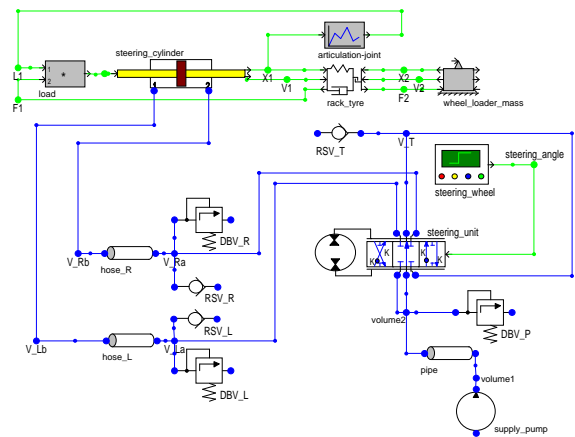 steering_cylinder
articulation-joint
L1
1
2
*
load
F1
1
2
X1
V1
rack_tyre
X2
V2
F2
wheel_loader_mass
RSV_T
V_T
steering_angle
steering_wheel
steering_unit
K
K
K
K
DBV_R
V_Rb
hose_R
V_Ra
RSV_R
RSV_L
V_Lb
hose_L
V_La
DBV_L
volume2
DBV_P
pipe
volume1
supply_pump